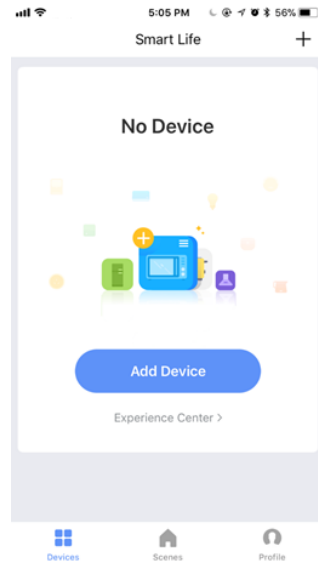 5:05 PM 56%
Smart Life +
No Device
Add Device
Experience Center >
Devices Scenes Profile